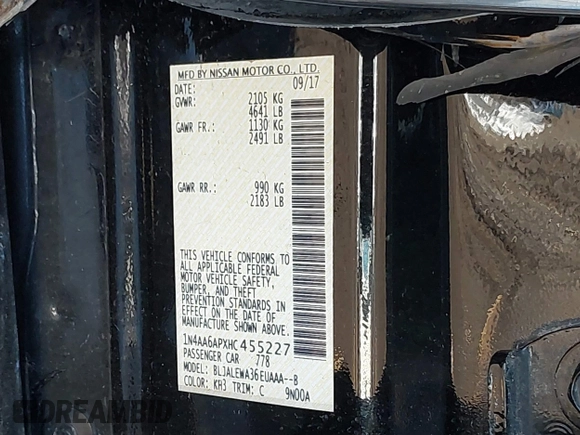 MFD BY NISSAN MOTOR CO., LTD.
DATE: 09/17
GVWR: 2105 KG
4641 LB
GAWR FR.: 1130 KG
2491 LB
GAWR RR.: 990 KG
2183 LB
THIS VEHICLE CONFORMS TO
ALL APPLICABLE FEDERAL
MOTOR VEHICLE SAFETY,
BUMPER, AND THEFT
PREVENTION STANDARDS IN
EFFECT ON THE DATE OF
MANUFACTURE SHOWN ABOVE.
1N4AA6APXHC455227
PASSENGER CAR 778
MODEL: BLJALEWA36EUAAA--B
COLOR: KH3 TRIM: C 9N00A
GIDREAMBID